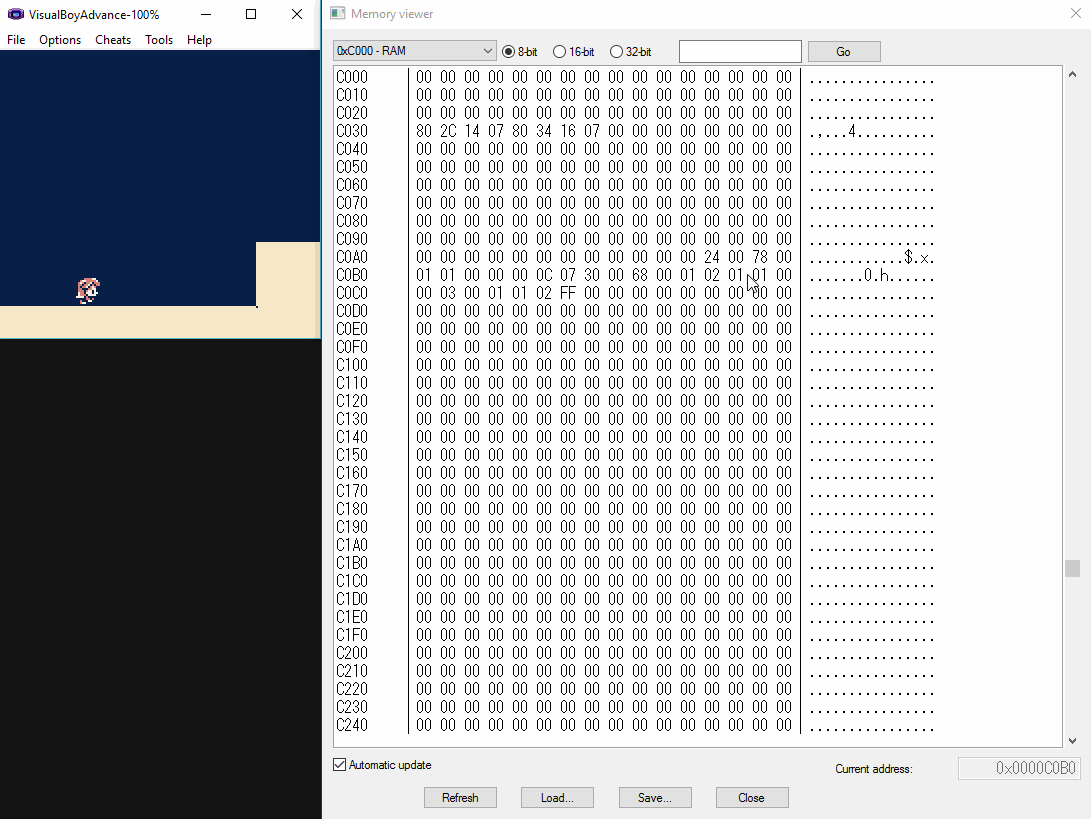 VisualBoyAdvance-100%
File Options Cheats Tools Help
Memory viewer
0xC000 - RAM 8-bit 16-bit 32-bit Go
C000 00 00 00 00 00 00 00 00 00 00 00 00 00 00 00 00 ................
C010 00 00 00 00 00 00 00 00 00 00 00 00 00 00 00 00 ................
C020 00 00 00 00 00 00 00 00 00 00 00 00 00 00 00 00 ................
C030 80 2C 14 07 80 34 16 07 00 00 00 00 00 00 00 00 .,...4..........
C040 00 00 00 00 00 00 00 00 00 00 00 00 00 00 00 00 ................
C050 00 00 00 00 00 00 00 00 00 00 00 00 00 00 00 00 ................
C060 00 00 00 00 00 00 00 00 00 00 00 00 00 00 00 00 ................
C070 00 00 00 00 00 00 00 00 00 00 00 00 00 00 00 00 ................
C080 00 00 00 00 00 00 00 00 00 00 00 00 00 00 00 00 ................
C090 00 00 00 00 00 00 00 00 00 00 00 00 00 00 00 00 ................
C0A0 00 00 00 00 00 00 00 00 00 00 00 00 24 00 78 00 ............$.x.
C0B0 01 01 00 00 00 0C 07 30 00 68 00 01 02 01 01 00 .......0.h......
C0C0 00 03 00 01 01 02 FF 00 00 00 00 00 00 00 00 00 ................
C0D0 00 00 00 00 00 00 00 00 00 00 00 00 00 00 00 00 ................
C0E0 00 00 00 00 00 00 00 00 00 00 00 00 00 00 00 00 ................
C0F0 00 00 00 00 00 00 00 00 00 00 00 00 00 00 00 00 ................
C100 00 00 00 00 00 00 00 00 00 00 00 00 00 00 00 00 ................
C110 00 00 00 00 00 00 00 00 00 00 00 00 00 00 00 00 ................
C120 00 00 00 00 00 00 00 00 00 00 00 00 00 00 00 00 ................
C130 00 00 00 00 00 00 00 00 00 00 00 00 00 00 00 00 ................
C140 00 00 00 00 00 00 00 00 00 00 00 00 00 00 00 00 ................
C150 00 00 00 00 00 00 00 00 00 00 00 00 00 00 00 00 ................
C160 00 00 00 00 00 00 00 00 00 00 00 00 00 00 00 00 ................
C170 00 00 00 00 00 00 00 00 00 00 00 00 00 00 00 00 ................
C180 00 00 00 00 00 00 00 00 00 00 00 00 00 00 00 00 ................
C190 00 00 00 00 00 00 00 00 00 00 00 00 00 00 00 00 ................
C1A0 00 00 00 00 00 00 00 00 00 00 00 00 00 00 00 00 ................
C1B0 00 00 00 00 00 00 00 00 00 00 00 00 00 00 00 00 ................
C1C0 00 00 00 00 00 00 00 00 00 00 00 00 00 00 00 00 ................
C1D0 00 00 00 00 00 00 00 00 00 00 00 00 00 00 00 00 ................
C1E0 00 00 00 00 00 00 00 00 00 00 00 00 00 00 00 00 ................
C1F0 00 00 00 00 00 00 00 00 00 00 00 00 00 00 00 00 ................
C200 00 00 00 00 00 00 00 00 00 00 00 00 00 00 00 00 ................
C210 00 00 00 00 00 00 00 00 00 00 00 00 00 00 00 00 ................
C220 00 00 00 00 00 00 00 00 00 00 00 00 00 00 00 00 ................
C230 00 00 00 00 00 00 00 00 00 00 00 00 00 00 00 00 ................
C240 00 00 00 00 00 00 00 00 00 00 00 00 00 00 00 00 ................
Automatic update Current address: 0x0000C0B0
Refresh Load... Save... Close